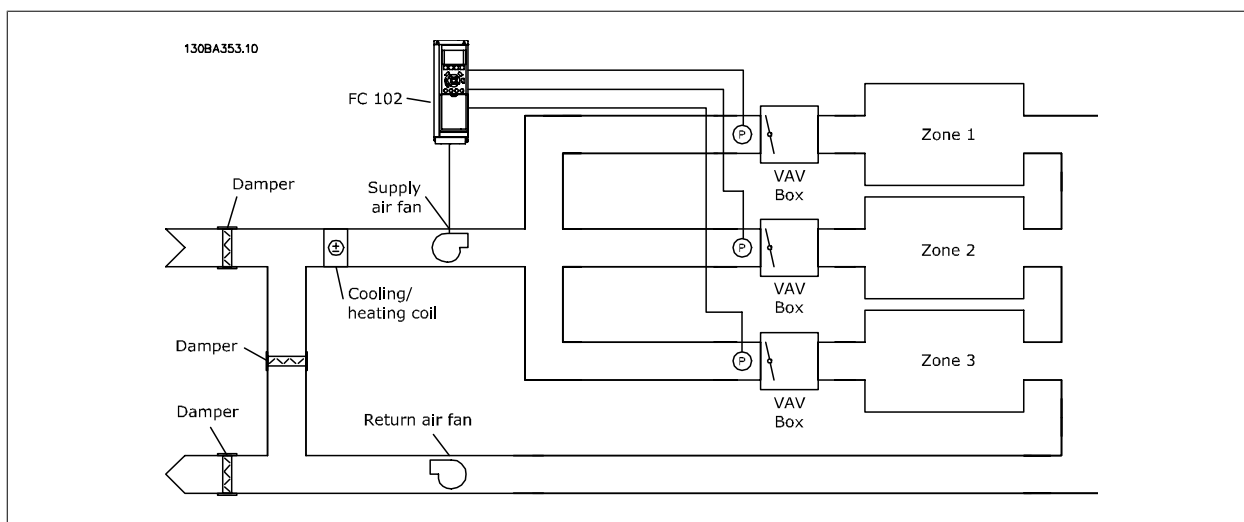 130BA353.10
FC 102
Damper
Supply
air fan
Cooling/
heating coil
Damper
Damper
Return air fan
P
VAV
Box
Zone 1
P
VAV
Box
Zone 2
P
VAV
Box
Zone 3